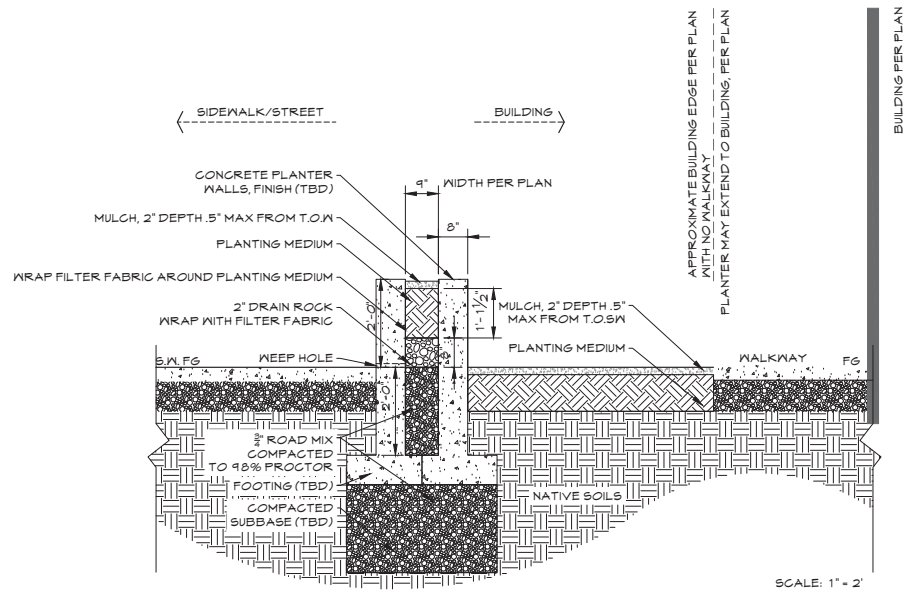 SIDEWALK/STREET
BUILDING
APPROXIMATE BUILDING EDGE PER PLAN
WITH NO WALKWAY
PLANTER MAY EXTEND TO BUILDING, PER PLAN
BUILDING PER PLAN
CONCRETE PLANTER
WALLS, FINISH (TBD)
9"
WIDTH PER PLAN
MULCH, 2" DEPTH .5" MAX FROM T.O.W
8"
PLANTING MEDIUM
WRAP FILTER FABRIC AROUND PLANTING MEDIUM
2" DRAIN ROCK
WRAP WITH FILTER FABRIC
2'-0"
1'-1 1/2"
8"
MULCH, 2" DEPTH .5"
MAX FROM T.O.SW
PLANTING MEDIUM
S.W. FG
WEEP HOLE
WALKWAY
FG
2'-0"
ROAD MIX
COMPACTED
TO 98% PROCTOR
FOOTING (TBD)
COMPACTED
SUBBASE (TBD)
NATIVE SOILS
SCALE: 1" = 2'